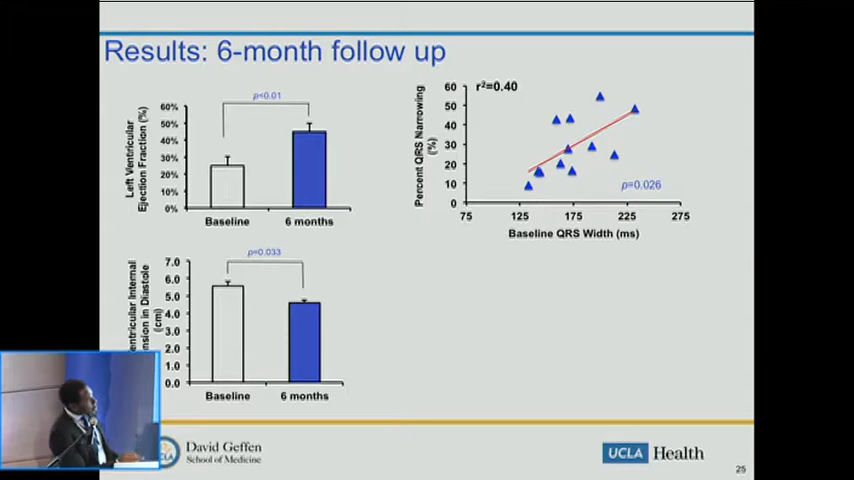 Results: 6-month follow up
Left Ventricular
Ejection Fraction (%)
60%
50%
40%
30%
20%
10%
0%
p<0.01
Baseline
6 months
Percent QRS Narrowing
(%)
60
50
40
30
20
10
0
r²=0.40
p=0.026
75
125
175
225
275
Baseline QRS Width (ms)
Internal
in Diastole
(cm)
7.0
6.0
5.0
4.0
3.0
2.0
1.0
0.0
p=0.033
Baseline
6 months
David Geffen
School of Medicine
UCLA Health
25